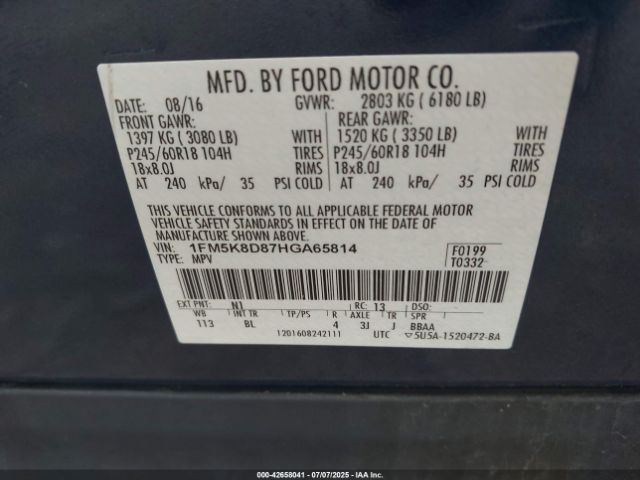 MFD. BY FORD MOTOR CO.
DATE: 08/16 GVWR: 2803 KG ( 6180 LB)
FRONT GAWR: REAR GAWR:
1397 KG ( 3080 LB) WITH 1520 KG ( 3350 LB) WITH
P245/60R18 104H TIRES P245/60R18 104H TIRES
18x8.0J RIMS 18x8.0J RIMS
AT 240 kPa/ 35 PSI COLD AT 240 kPa/ 35 PSI COLD
THIS VEHICLE CONFORMS TO ALL APPLICABLE FEDERAL MOTOR
VEHICLE SAFETY STANDARDS IN EFFECT ON THE DATE OF
MANUFACTURE SHOWN ABOVE.
VIN: 1FM5K8D87HGA65814 F0199
TYPE: MPV T0332
EXT PNT: N1 RC: 13 DSO:
WB INT TR TP/PS R AXLE TR SPR
113 BL 4 3J J BBAA
1201608242111 UTC ▽5U5A-1520472-BA
000-42658041 - 07/07/2025 - IAAI.com